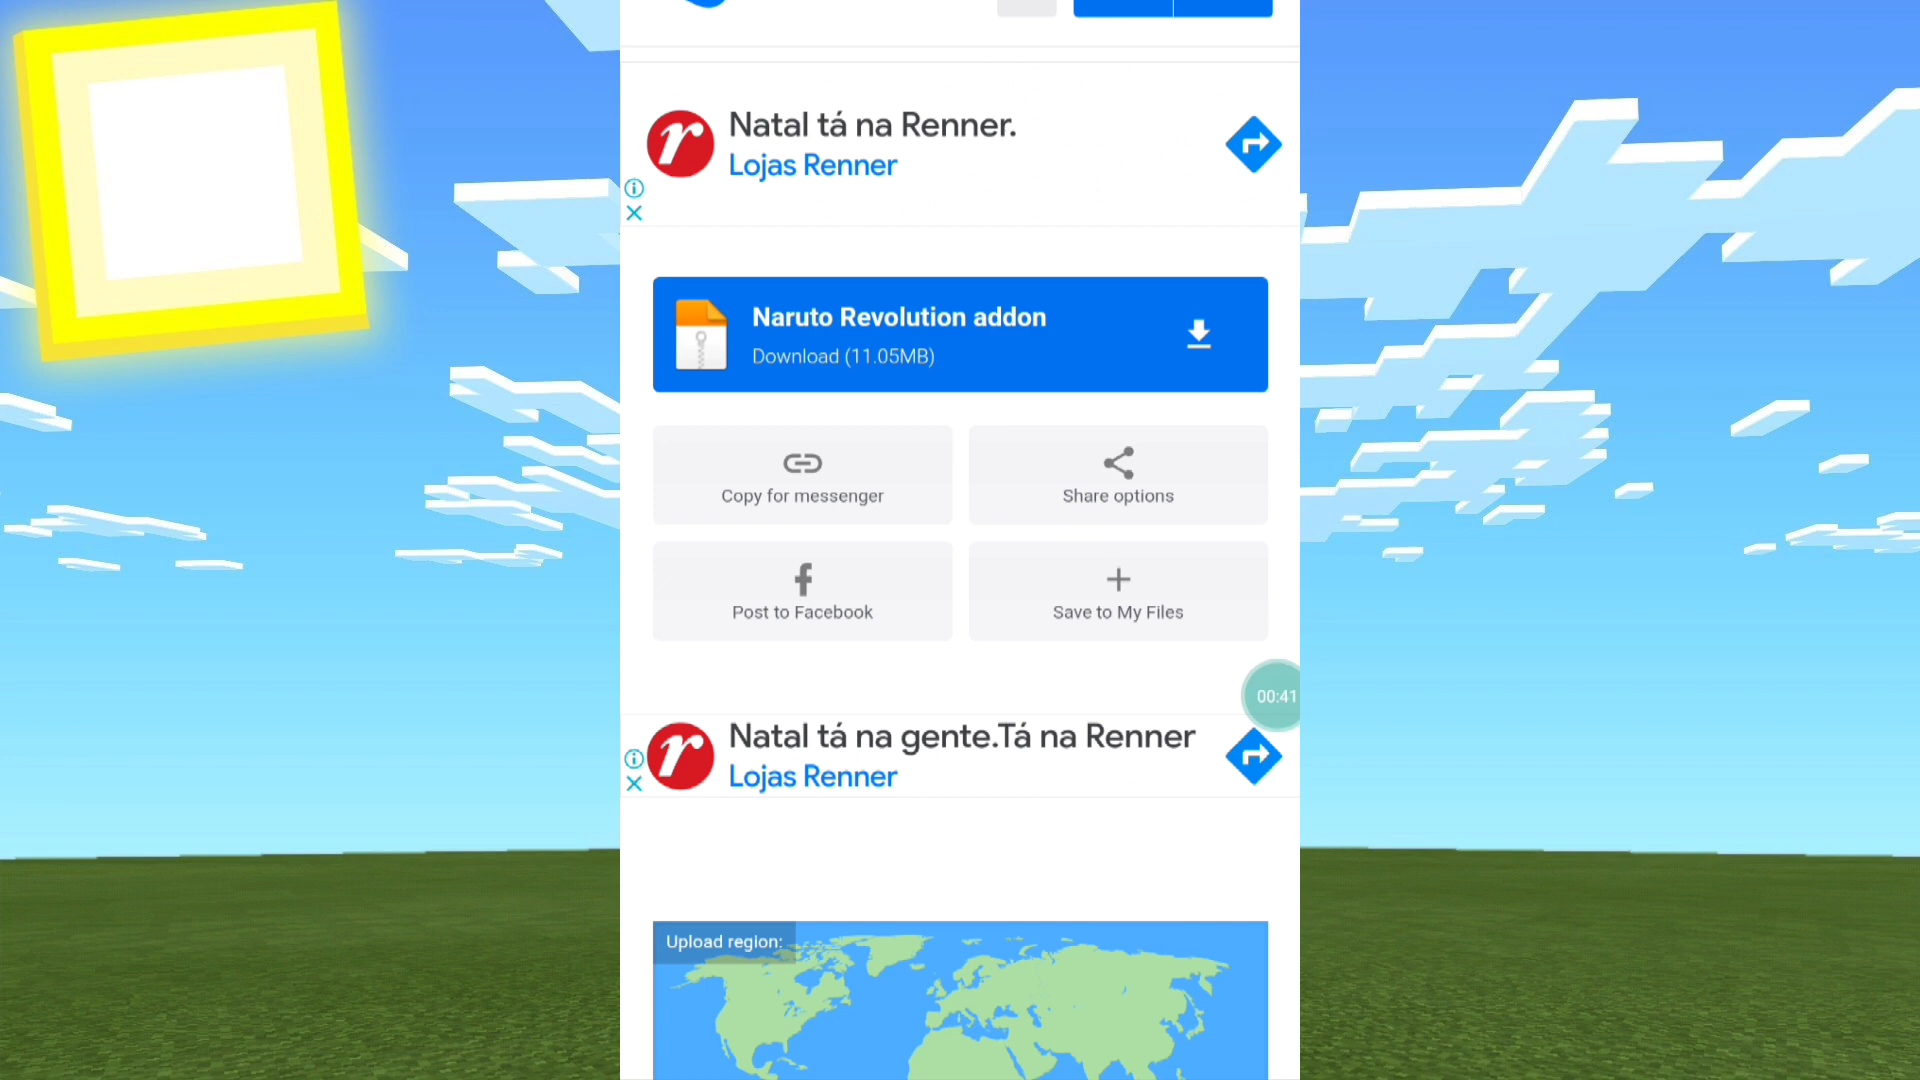 Natal tá na Renner.
Lojas Renner
Naruto Revolution addon
Download (11.05MB)
Copy for messenger
Share options
Post to Facebook
Save to My Files
00:41
Natal tá na gente.Tá na Renner
Lojas Renner
Upload region: